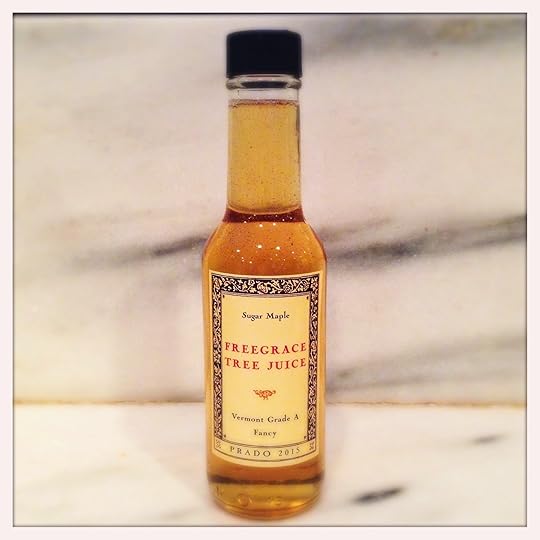 Sugar Maple
FREEGRACE
TREE JUICE
Vermont Grade A
Fancy
PRADO 2015